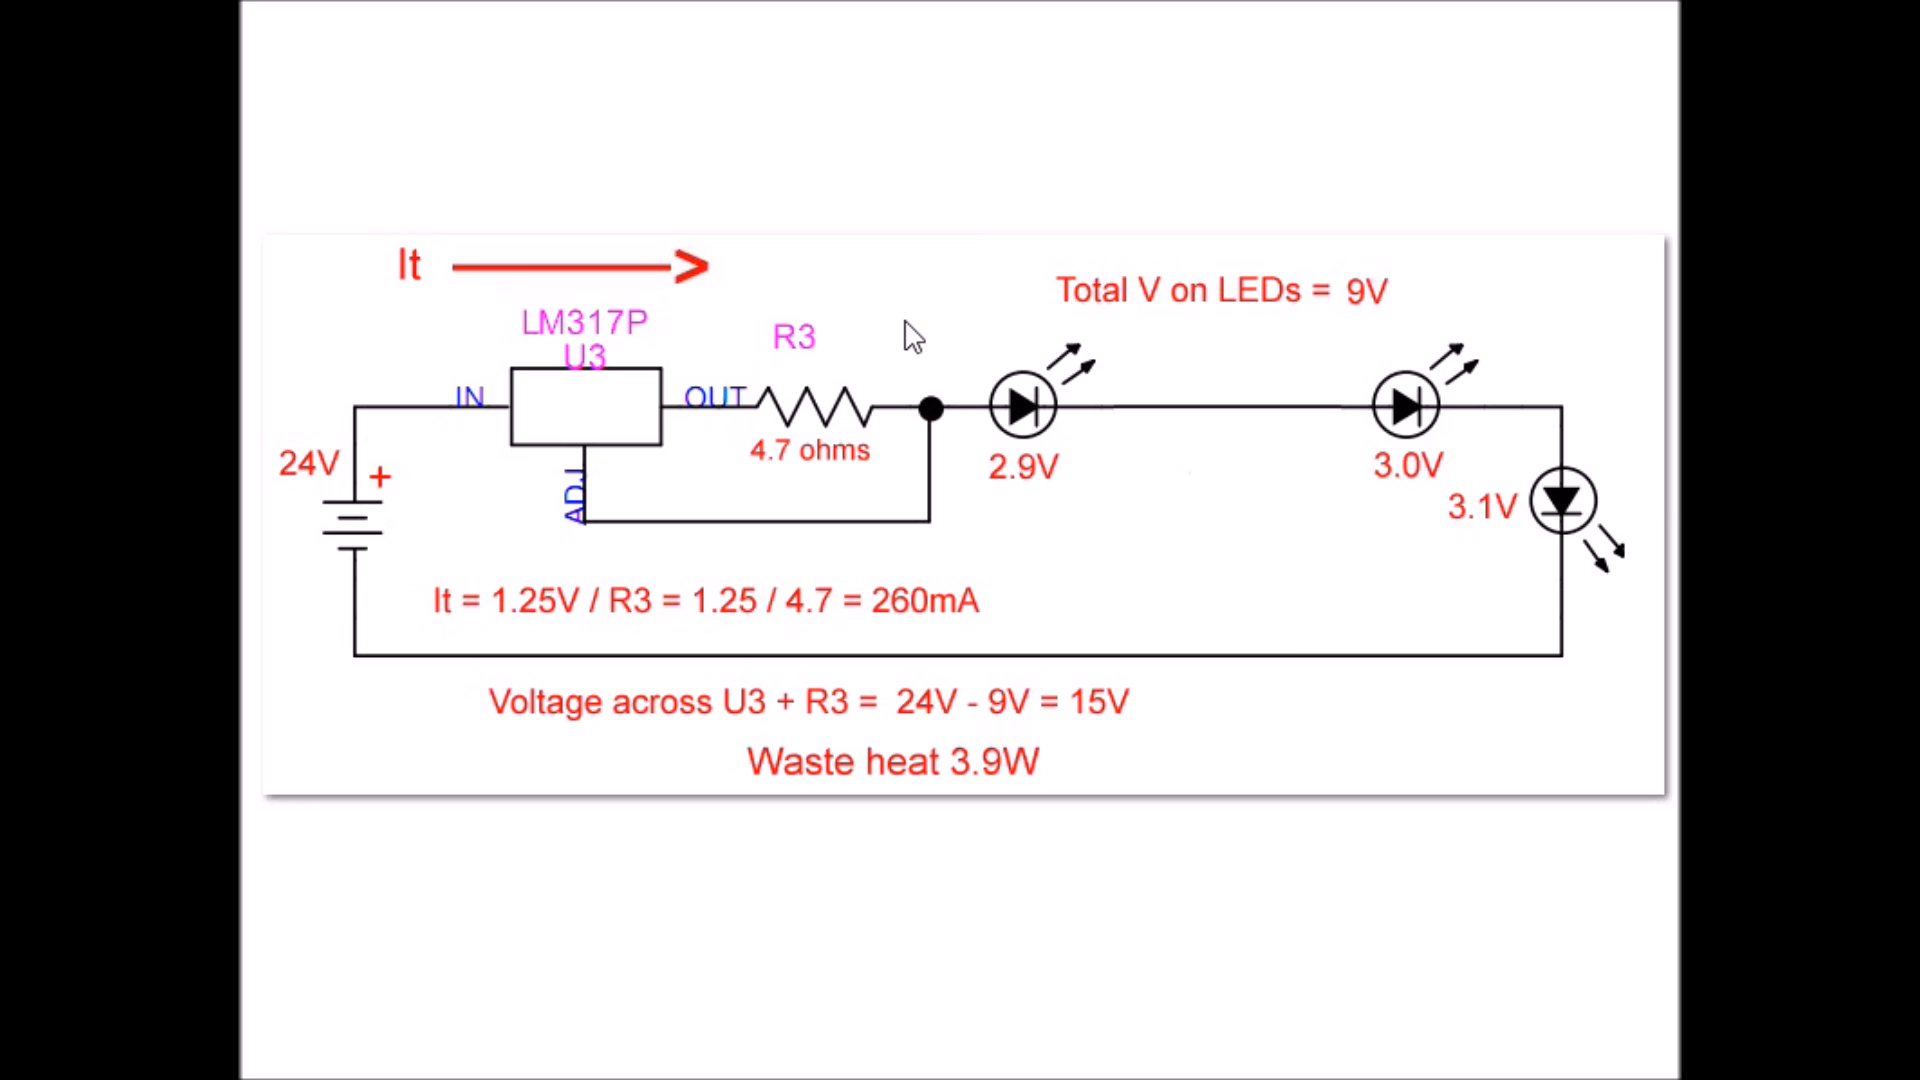 It
Total V on LEDs = 9V
LM317P
U3
R3
IN
OUT
24V
+
ADJ
4.7 ohms
2.9V
3.0V
3.1V
It = 1.25V / R3 = 1.25 / 4.7 = 260mA
Voltage across U3 + R3 = 24V - 9V = 15V
Waste heat 3.9W